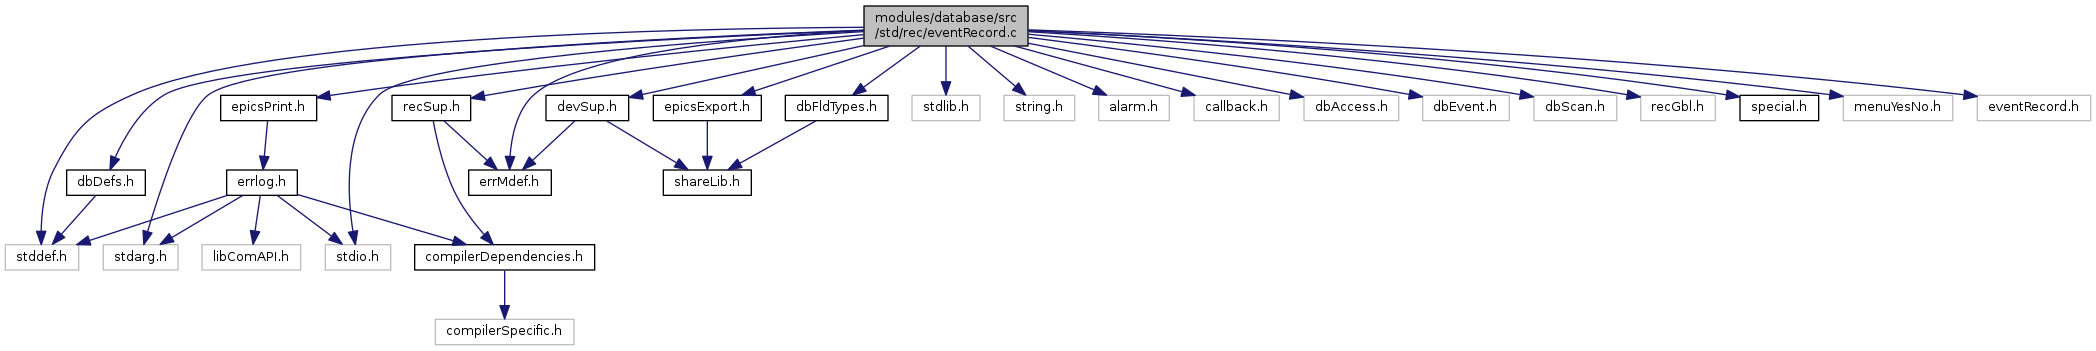 modules/database/src
/std/rec/eventRecord.c
epicsPrint.h
recSup.h
devSup.h
epicsExport.h
dbFldTypes.h
stdlib.h
string.h
alarm.h
callback.h
dbAccess.h
dbEvent.h
dbScan.h
recGbl.h
special.h
menuYesNo.h
eventRecord.h
dbDefs.h
errlog.h
errMdef.h
shareLib.h
stddef.h
stdarg.h
libComAPI.h
stdio.h
compilerDependencies.h
compilerSpecific.h